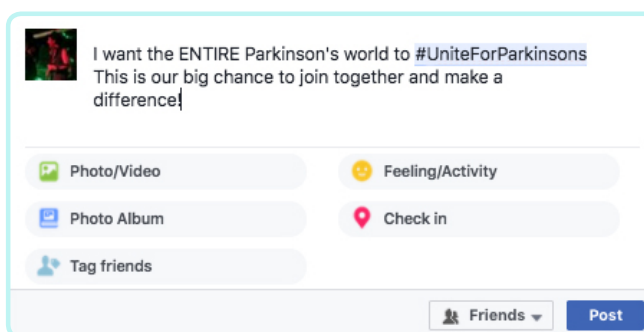 I want the ENTIRE Parkinson's world to #UniteForParkinsons
This is our big chance to join together and make a
difference!
Photo/Video
Feeling/Activity
Photo Album
Check in
Tag friends
Friends
Post